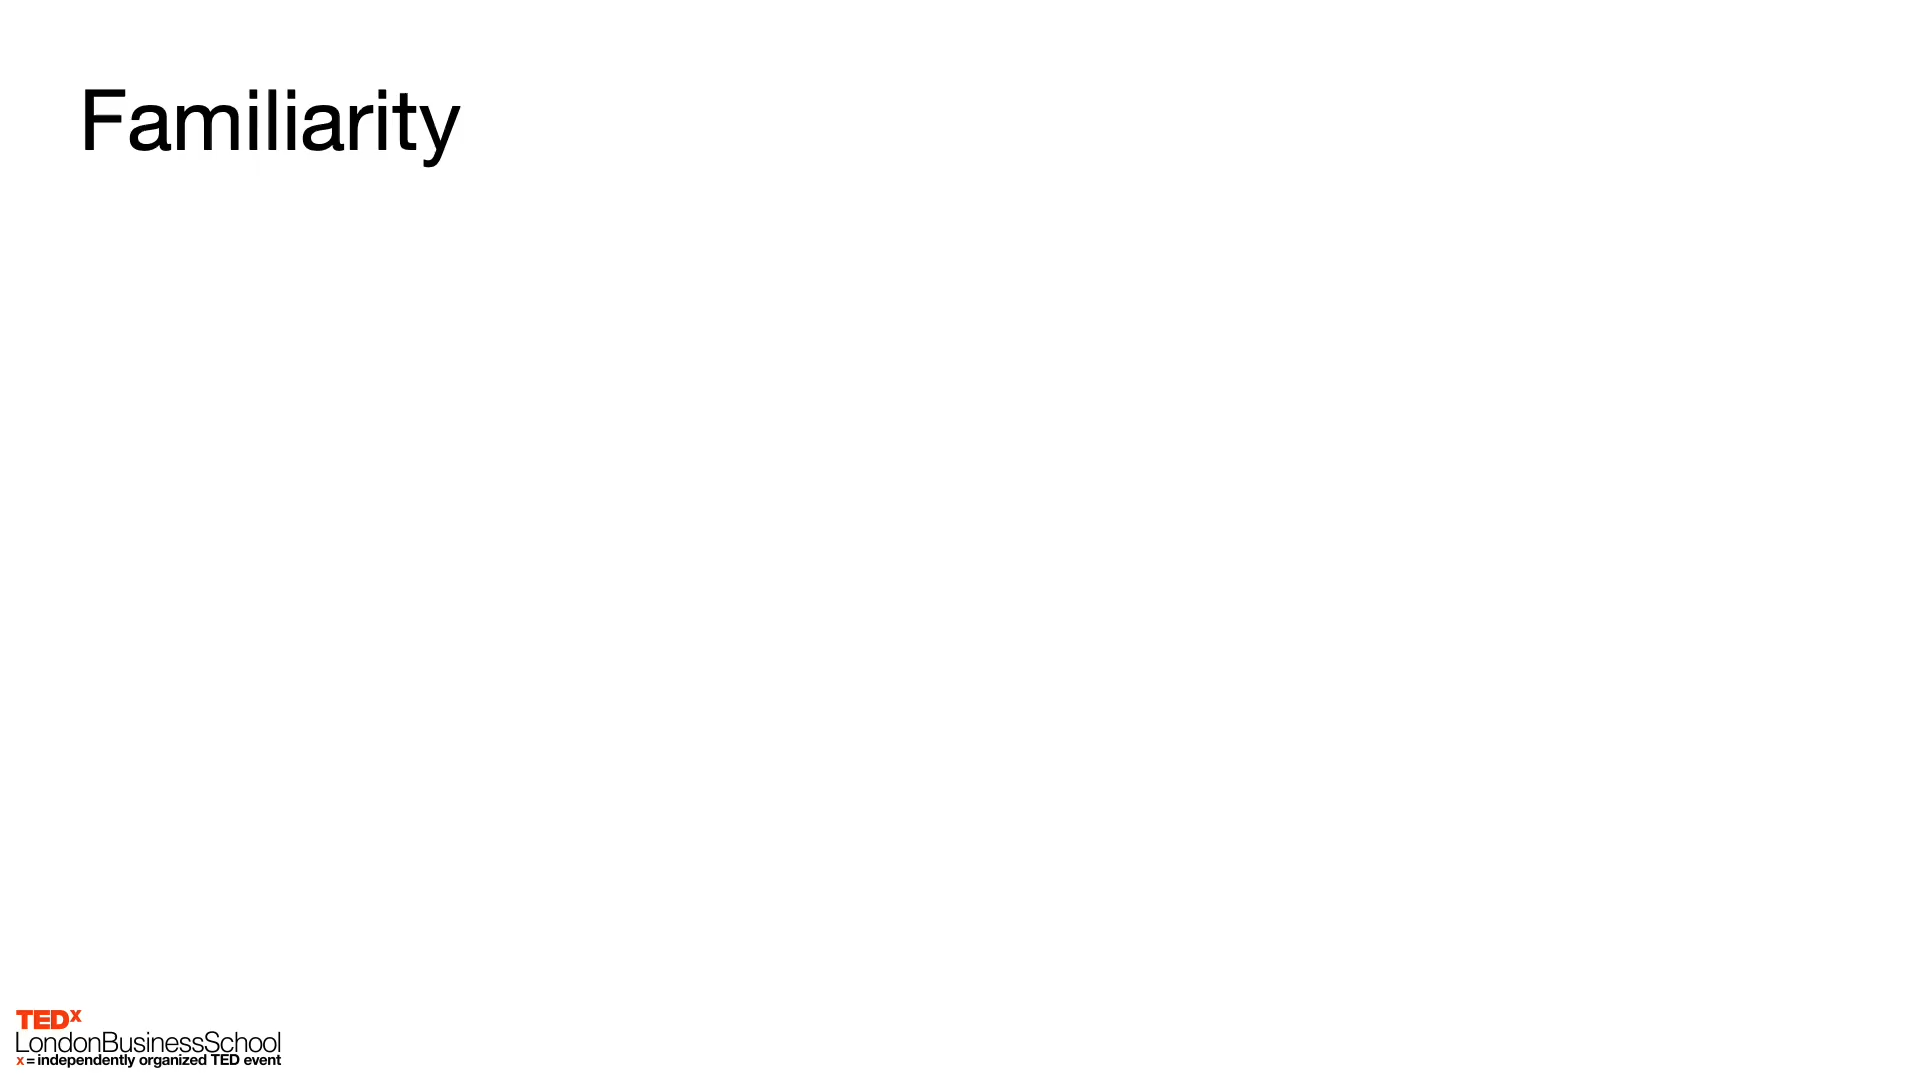 Familiarity
TEDx
LondonBusinessSchool
x = independently organized TED event